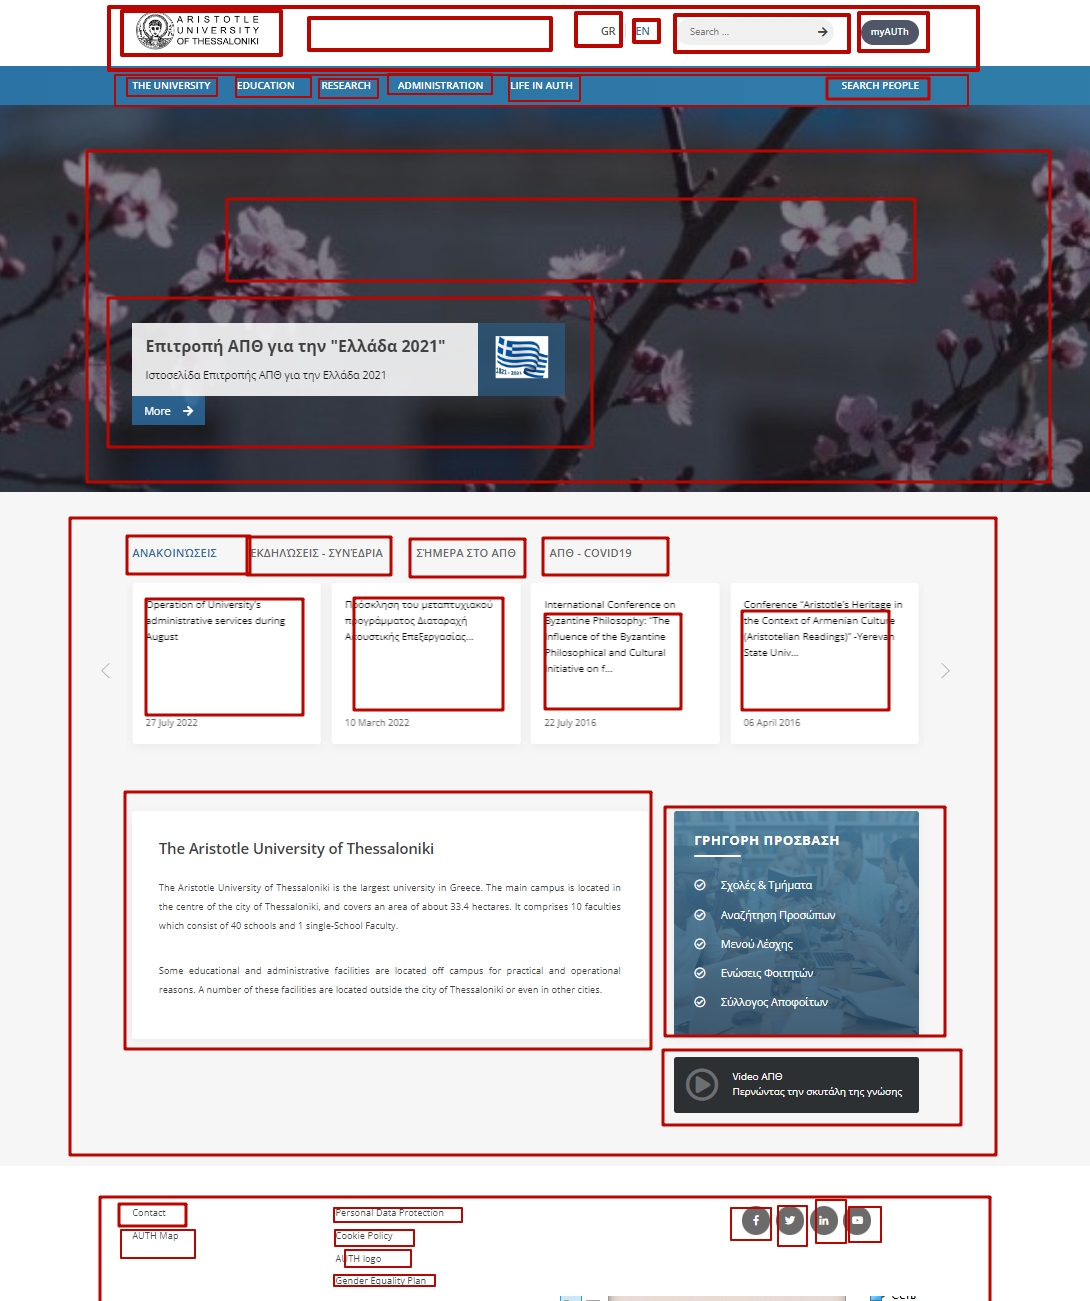 ARISTOTLE
UNIVERSITY
OF THESSALONIKI
GR | EN
Search ...
myAUTh
THE UNIVERSITY EDUCATION RESEARCH ADMINISTRATION LIFE IN AUTH SEARCH PEOPLE
Επιτροπή ΑΠΘ για την "Ελλάδα 2021"
Ιστοσελίδα Επιτροπής ΑΠΘ για την Ελλάδα 2021
1821 - 2021
More
ΑΝΑΚΟΙΝΏΣΕΙΣ ΕΚΔΗΛΏΣΕΙΣ - ΣΥΝΈΔΡΙΑ ΣΉΜΕΡΑ ΣΤΟ ΑΠΘ ΑΠΘ - COVID19
Operation of University's
administrative services during
August
27 July 2022
Πρόσκληση του μεταπτυχιακού
προγράμματος Διαταραχή
Ακουστικής Επεξεργασίας...
10 March 2022
International Conference on
Byzantine Philosophy: "The
influence of the Byzantine
Philosophical and Cultural
initiative on f...
22 July 2016
Conference "Aristotle's Heritage in
the Context of Armenian Culture
(Aristotelian Readings)" -Yerevan
State Univ...
06 April 2016
The Aristotle University of Thessaloniki
The Aristotle University of Thessaloniki is the largest university in Greece. The main campus is located in
the centre of the city of Thessaloniki, and covers an area of about 33.4 hectares. It comprises 10 faculties
which consist of 40 schools and 1 single-School Faculty.
Some educational and administrative facilities are located off campus for practical and operational
reasons. A number of these facilities are located outside the city of Thessaloniki or even in other cities.
ΓΡΗΓΟΡΗ ΠΡΟΣΒΑΣΗ
Σχολές & Τμήματα
Αναζήτηση Προσώπων
Μενού Λέσχης
Ενώσεις Φοιτητών
Σύλλογος Αποφοίτων
Video ΑΠΘ
Περνώντας την σκυτάλη της γνώσης
Contact
AUTH Map
Personal Data Protection
Cookie Policy
AUTH logo
Gender Equality Plan